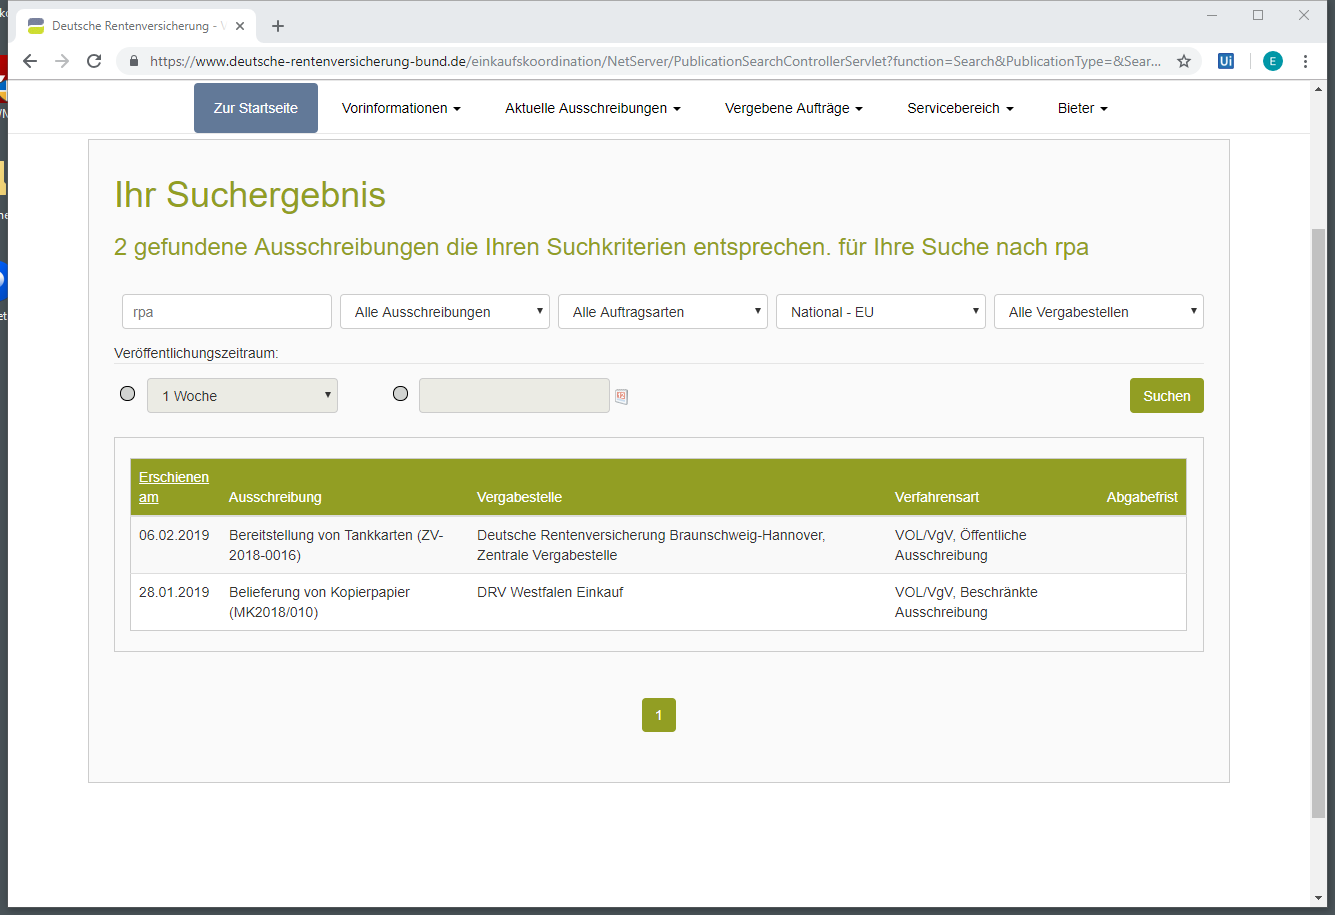 Deutsche Rentenversicherung - V
https://www.deutsche-rentenversicherung-bund.de/einkaufskoordination/NetServer/PublicationSearchControllerServlet?function=Search&PublicationType=&Sear...
Ui
E
Zur Startseite
Vorinformationen
Aktuelle Ausschreibungen
Vergebene Aufträge
Servicebereich
Bieter
Ihr Suchergebnis
2 gefundene Ausschreibungen die Ihren Suchkriterien entsprechen. für Ihre Suche nach rpa
rpa
Alle Ausschreibungen
Alle Auftragsarten
National - EU
Alle Vergabestellen
Veröffentlichungszeitraum:
1 Woche
Suchen
Erschienen
am
Ausschreibung
Vergabestelle
Verfahrensart
Abgabefrist
06.02.2019
Bereitstellung von Tankkarten (ZV-
2018-0016)
Deutsche Rentenversicherung Braunschweig-Hannover,
Zentrale Vergabestelle
VOL/VgV, Öffentliche
Ausschreibung
28.01.2019
Belieferung von Kopierpapier
(MK2018/010)
DRV Westfalen Einkauf
VOL/VgV, Beschränkte
Ausschreibung
1